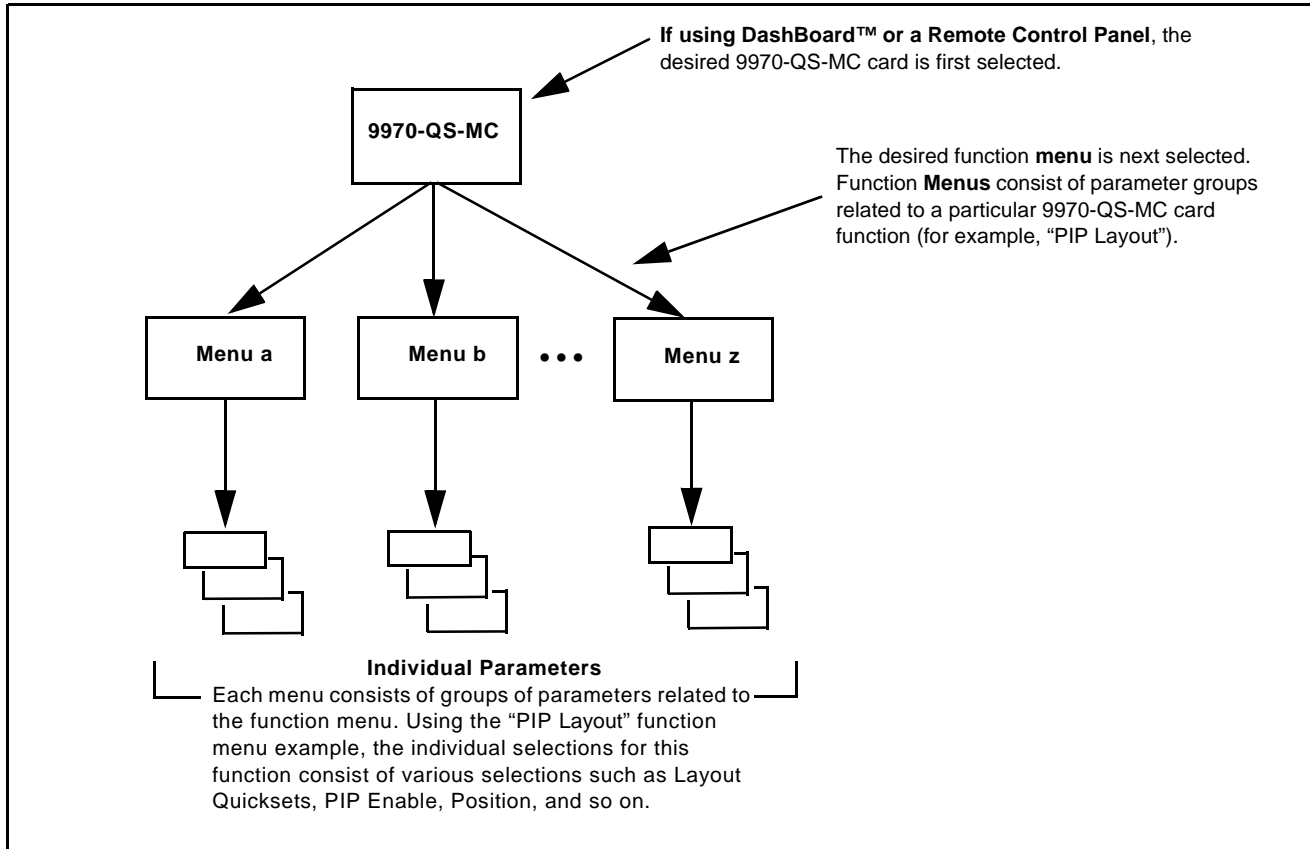 If using DashBoard™ or a Remote Control Panel, the
desired 9970-QS-MC card is first selected.
9970-QS-MC
The desired function menu is next selected.
Function Menus consist of parameter groups
related to a particular 9970-QS-MC card
function (for example, “PIP Layout”).
Menu a
Menu b
• • •
Menu z
Individual Parameters
Each menu consists of groups of parameters related to
the function menu. Using the “PIP Layout” function
menu example, the individual selections for this
function consist of various selections such as Layout
Quicksets, PIP Enable, Position, and so on.